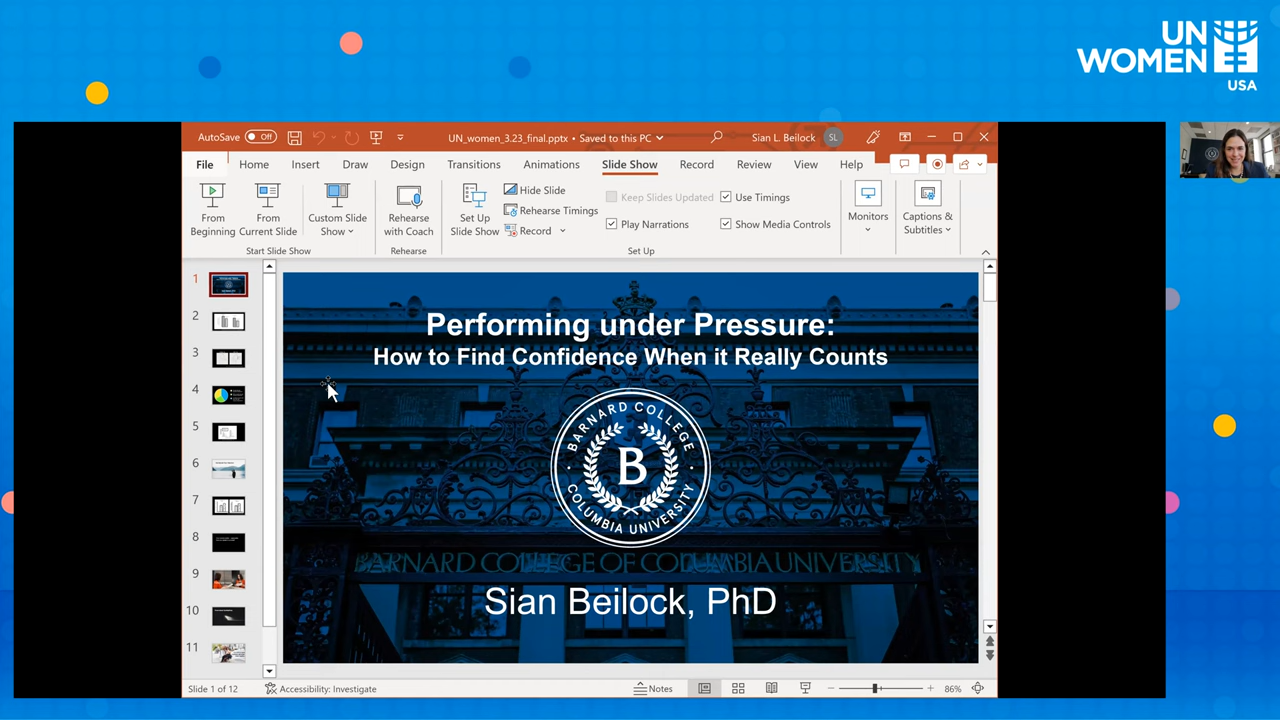 UN
WOMEN
USA
AutoSave Off
UN_women_3.23_final.pptx • Saved to this PC
Sian L. Beilock SL
File Home Insert Draw Design Transitions Animations Slide Show Record Review View Help
From
Beginning
From
Current Slide
Start Slide Show
Custom Slide
Show
Rehearse
with Coach
Rehearse
Set Up
Slide Show
Hide Slide
Rehearse Timings
Record
Keep Slides Updated
Use Timings
Play Narrations
Show Media Controls
Set Up
Monitors
Captions &
Subtitles
1
2
3
4
5
6
7
8
9
10
11
Performing under Pressure:
How to Find Confidence When it Really Counts
BARNARD COLLEGE
B
COLUMBIA UNIVERSITY
BARNARD COLLEGE OF COLUMBIA UNIVERSITY
Sian Beilock, PhD
Slide 1 of 12
Accessibility: Investigate
Notes
86%